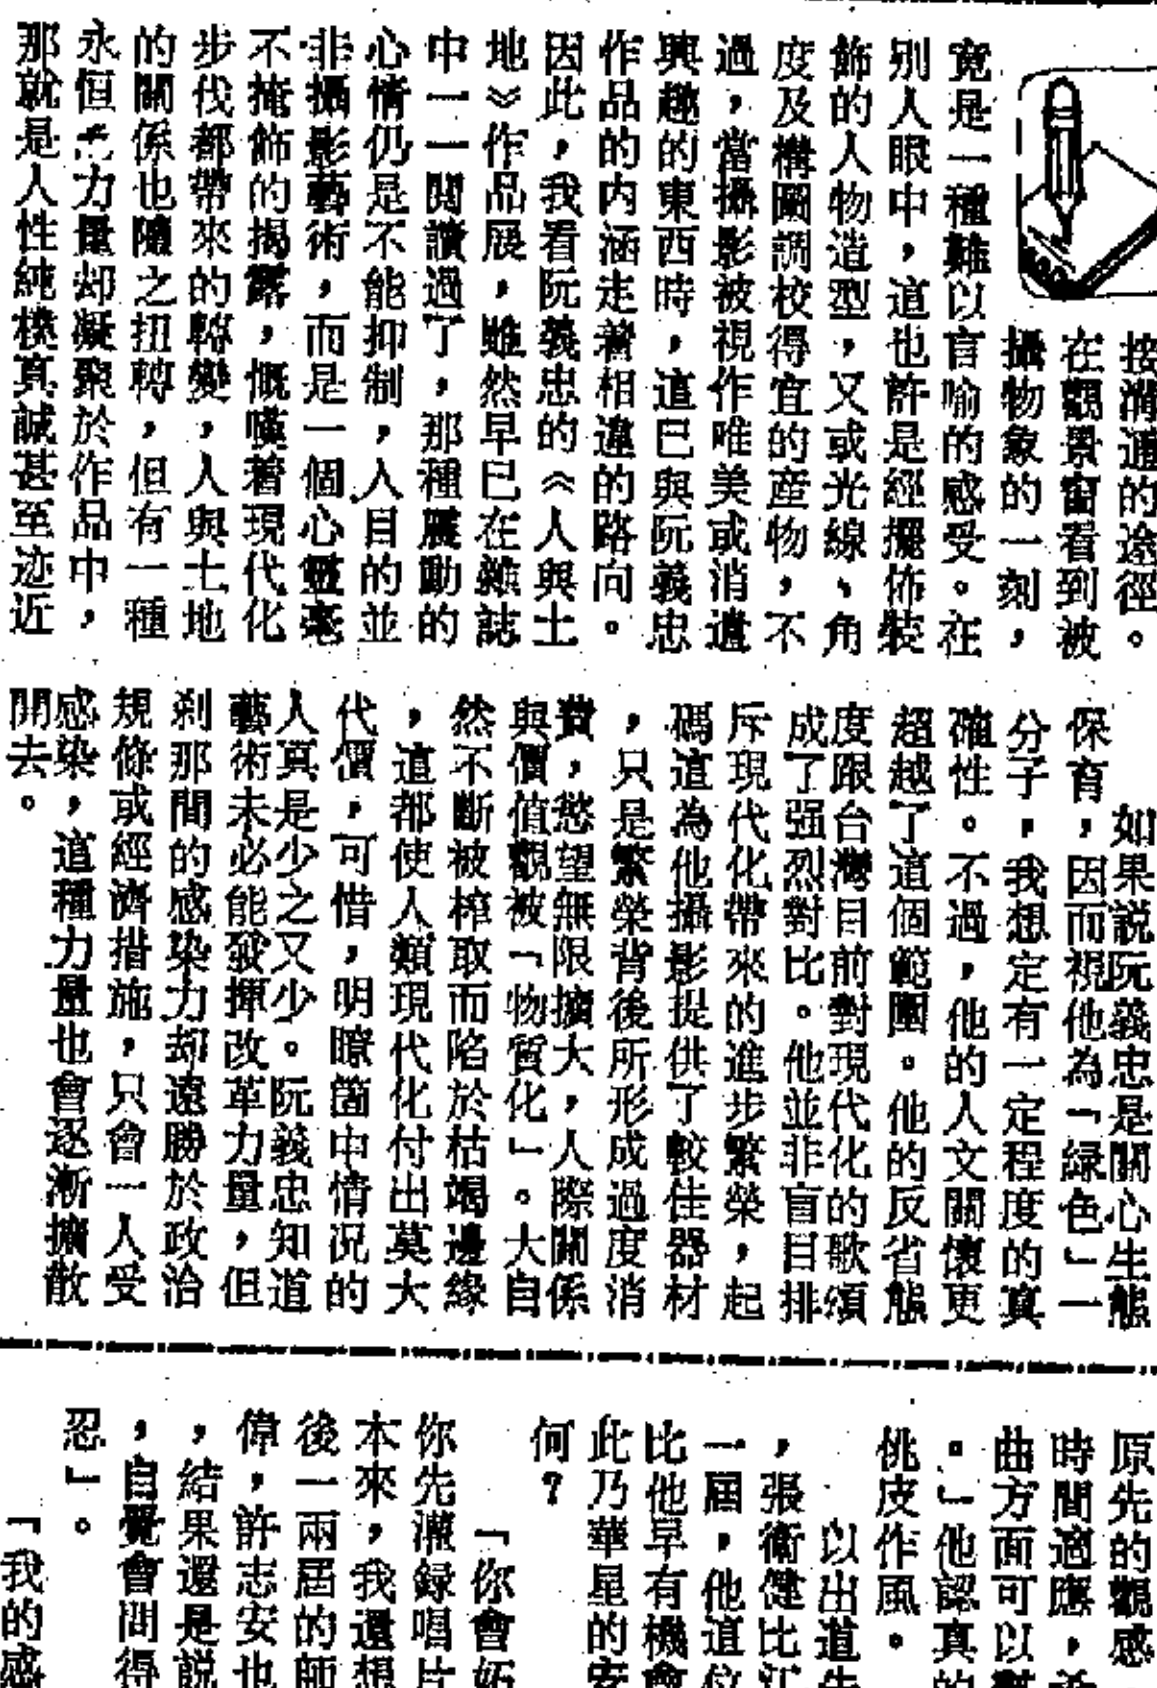 接溝通的途徑。
在觀景窗看到被
攝物象的一刻，
竟是一種難以言喻的感受。在
別人眼中，這也許是經擺佈裝
飾的人物造型，又或光線、角
度及構圖調校得宜的産物，不
過，當攝影被視作唯美或消遣
興趣的東西時，這已與阮義忠
作品的内涵走着相違的路向。
因此，我看阮義忠的《人與土
地》作品展，雖然早已在雜誌
中一一閱讀過了，那種震動的
心情仍是不能抑制，入目的並
非攝影藝術，而是一個心靈毫
不掩飾的揭露，慨嘆着現代化
步伐都帶來的轉變，人與土地
的關係也隨之扭轉，但有一種
永恒 力量却凝聚於作品中，
那就是人性純樸真誠甚至迹近
如果説阮義忠是關心生態
保育，因而視他為「緑色」一
分子，我想定有一定程度的真
確性。不過，他的人文關懷更
超越了這個範圍。他的反省態
度跟台灣目前對現代化的歌頌
成了强烈對比。他並非盲目排
斥現代化帶來的進步繁榮，起
碼這為他攝影提供了較佳器材
，只是繁榮背後所形成過度消
費，慾望無限擴大，人際關係
與價值觀被「物質化」。大自
然不斷被榨取而陷於枯竭邊緣
，這都使人類現代化付出莫大
代價，可惜，明瞭箇中情況的
人真是少之又少。阮義忠知道
藝術未必能發揮改革力量，但
刹那間的感染力却遠勝於政治
規條或經濟措施，只會一人受
感染，這種力量也會逐漸擴散
開去。
原先的觀感
時間適應，
曲方面可以
。」他認真的
桃皮作風。
以出道先
，張衛健比江
一屆，他這位
比他早有機會
此乃華星的安
何？
「你會妬
你先灌録唱片
本來，我還想
後一兩屆的師
偉，許志安也
，結果還是説
，自覺會間得
忍」。
「我的感